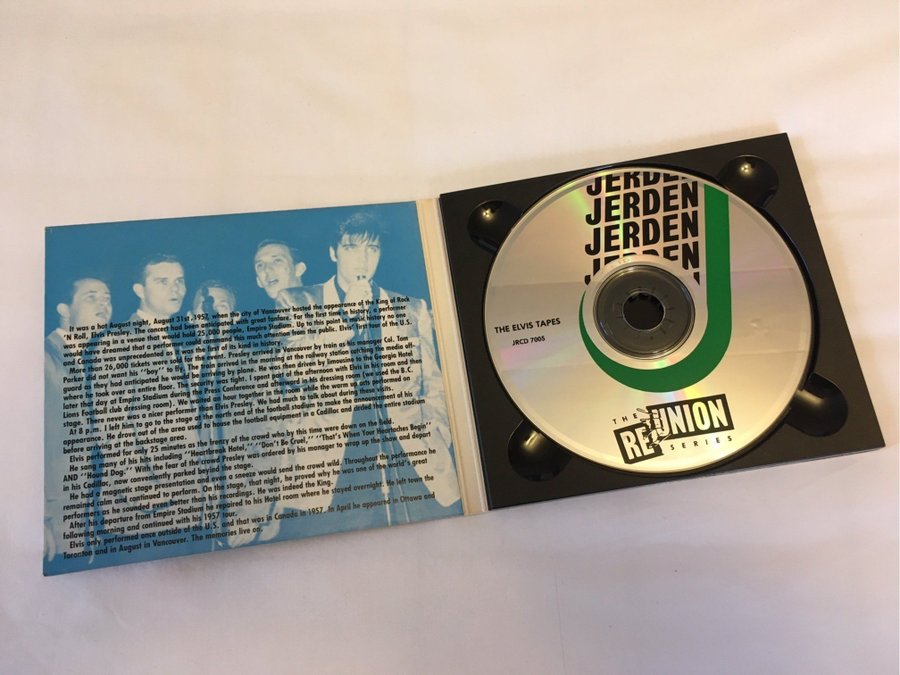 It was a hot August night, August 31st, 1957, when the city of Vancouver hosted the appearance of the King of Rock
'N Roll, Elvis Presley. The concert had been anticipated with great fanfare. For the first time in history, a performer
was appearing in a venue that would hold 25,000 people, Empire Stadium. Up to this point in music history no one
would have dreamed that a performer could command this much attention from the public. Elvis' first tour of the U.S.
and Canada was unprecedented as it was the first of its kind in history.
More than 26,000 tickets were sold for the event. Presley arrived in Vancouver by train as his manager Col. Tom
Parker did not want his "boy" to fly. I met him at the railway station catching the media off-
guard as they had anticipated he would be arriving by plane. He was then driven by limousine to the Georgia Hotel
where he took over an entire floor. The security was tight. I spent part of the afternoon with Elvis in his room and then
later that day at Empire Stadium during the Press Conference and afterwards in his dressing room (we used the B.C.
Lions Football club dressing room). We spent an hour together in the room while the warm up acts performed on
stage. There never was a nicer performer than Elvis Presley. We had much to talk about during these visits.
At 8 p.m. I left him to go to the stage at the north end of the football stadium to make the announcement of his
appearance. He drove out of the area used to house the football equipment in a Cadillac and circled the entire stadium
before arriving at the backstage area.
Elvis performed for only 25 minutes as the frenzy of the crowd who by this time were down on the field.
He sang many of his hits including "Heartbreak Hotel," "Don't Be Cruel," "That's When Your Heartaches Begin"
AND "Hound Dog." With the fear of the crowd Presley was ordered by his manager to wrap up the show and depart
in his Cadillac, now conveniently parked beyond the stage.
He had a magnetic stage presentation and even a sneeze would send the crowd wild. Throughout the performance he
remained calm and continued to perform. On the stage, that night, he proved why he was one of the world's great
performers as he sounded even better than his recordings. He was indeed the King.
After his departure from Empire Stadium he repaired to his Hotel room where he stayed overnight. He left town the
following morning and continued with his 1957 tour.
Elvis only performed once outside of the U.S. and that was in Canada in 1957. In April he appeared in Ottawa and
Toronton and in August in Vancouver. The memories live on.
JERDEN
JERDEN
JERDEN
JERDEN
THE ELVIS TAPES
JRCD 7005
THE
REUNION
SERIES